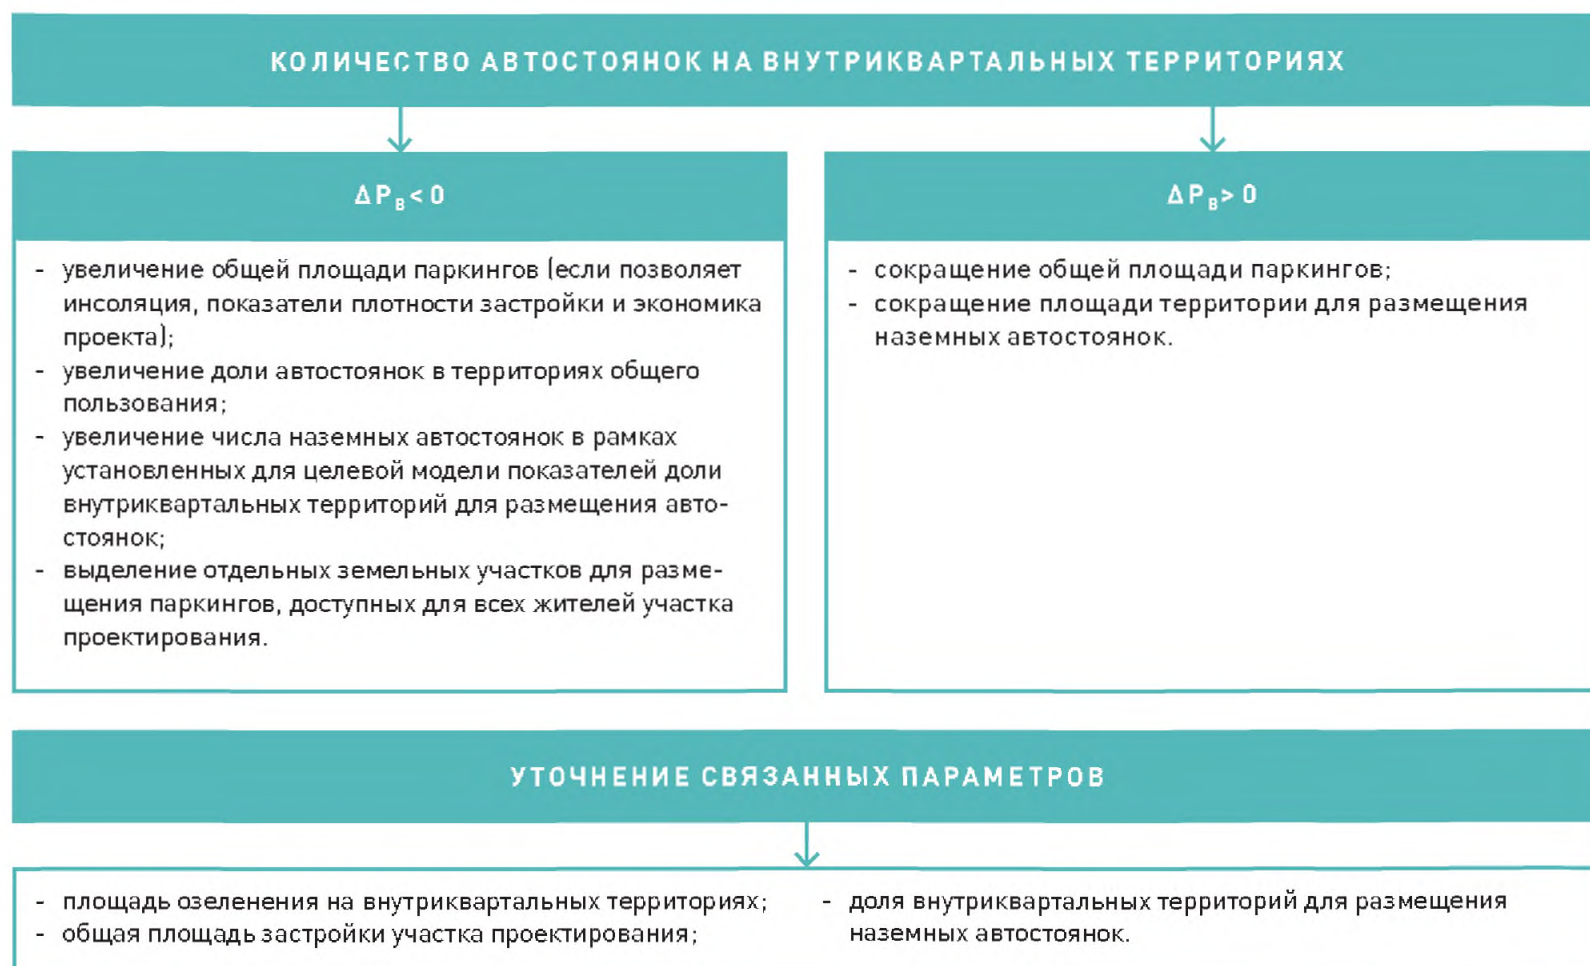 КОЛИЧЕСТВО АВТОСТОЯНОК НА ВНУТРИКВАРТАЛЬНЫХ ТЕРРИТОРИЯХ
ΔP_В < 0
- увеличение общей площади паркингов (если позволяет
инсоляция, показатели плотности застройки и экономика
проекта);
- увеличение доли автостоянок в территориях общего
пользования;
- увеличение числа наземных автостоянок в рамках
установленных для целевой модели показателей доли
внутриквартальных территорий для размещения авто-
стоянок;
- выделение отдельных земельных участков для разме-
щения паркингов, доступных для всех жителей участка
проектирования.
ΔP_В > 0
- сокращение общей площади паркингов;
- сокращение площади территории для размещения
наземных автостоянок.
УТОЧНЕНИЕ СВЯЗАННЫХ ПАРАМЕТРОВ
- площадь озеленения на внутриквартальных территориях;
- общая площадь застройки участка проектирования;
- доля внутриквартальных территорий для размещения
наземных автостоянок.